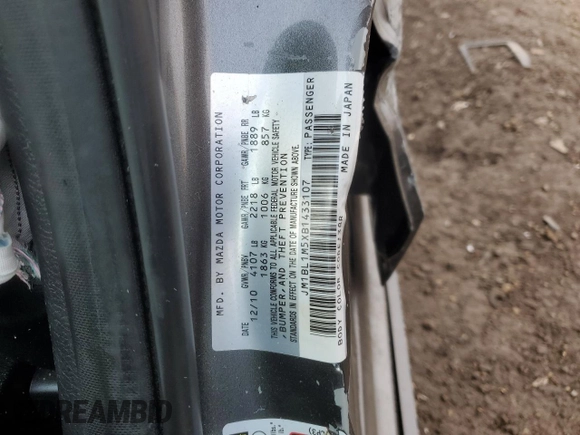 MFD. BY MAZDA MOTOR CORPORATION
DATE GVWR/PNBV GAWR/PNBE FRT GAWR/PNBE RR
12/10 4107 LB 2218 LB 1889 LB
1863 KG 1006 KG 857 KG
THIS VEHICLE CONFORMS TO ALL APPLICABLE FEDERAL MOTOR VEHICLE SAFETY
, BUMPER, AND THEFT PREVENTION
STANDARDS IN EFFECT ON THE DATE OF MANUFACTURE SHOWN ABOVE.
JM1BL1M5XB1433107 TYPE: PASSENGER
MADE IN JAPAN
BODY COLOR CODE:
DREAMBID